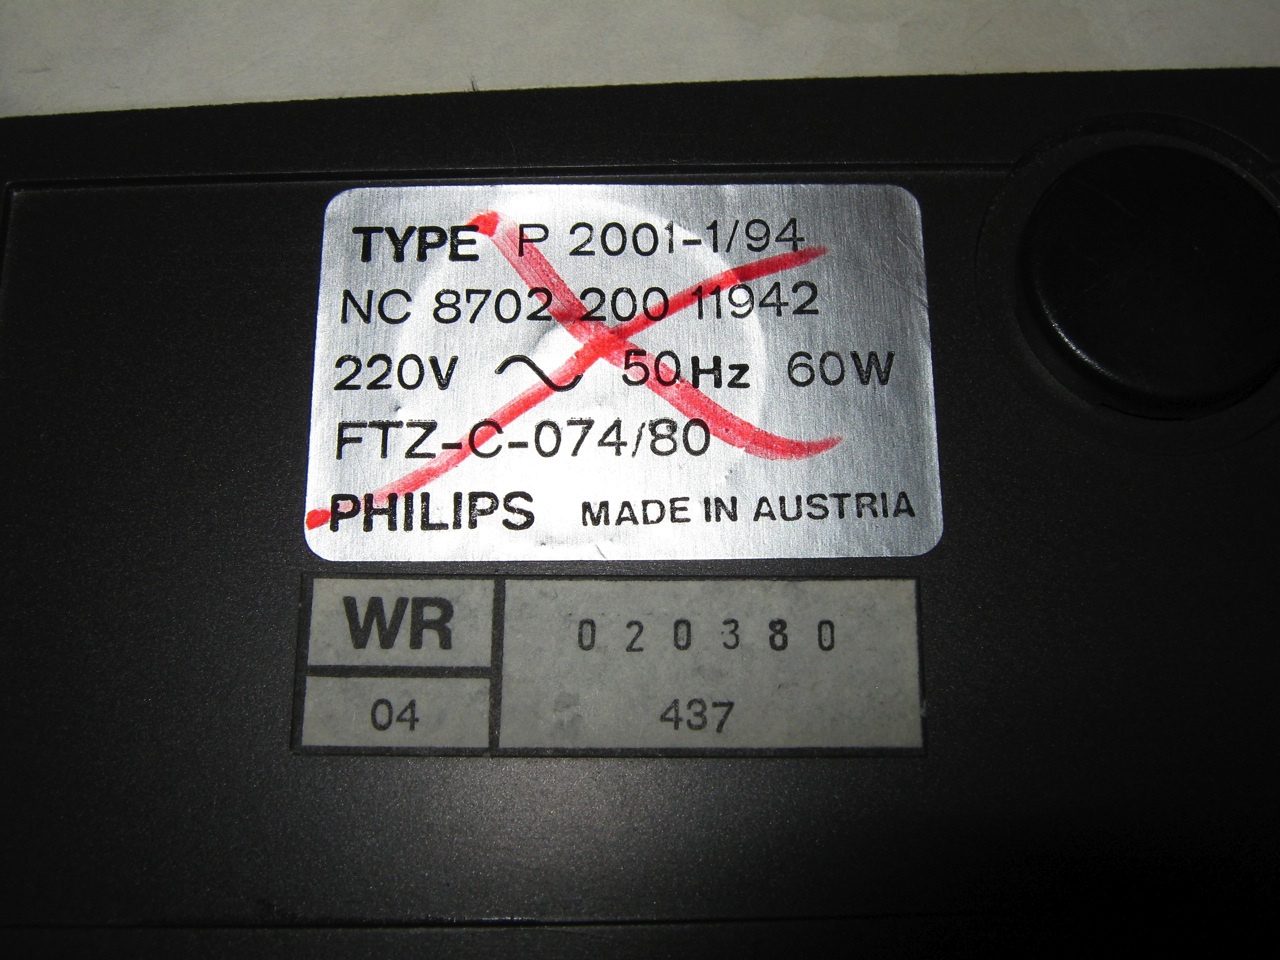 TYPE P 2001-1/94
NC 8702 200 11942
220V ~ 50Hz 60W
FTZ-C-074/80
PHILIPS MADE IN AUSTRIA
WR 020380
04 437